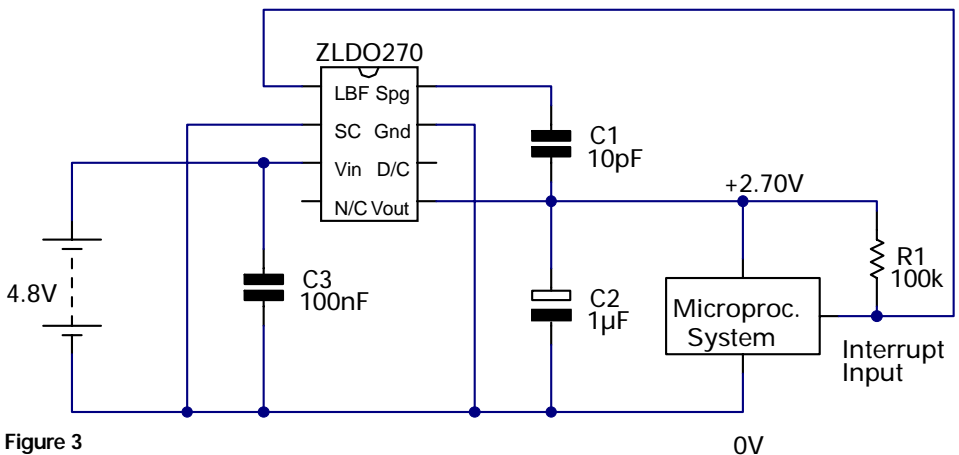 ZLDO270
LBF Spg
SC Gnd
Vin D/C
N/C Vout
C1
10pF
+2.70V
4.8V
C3
100nF
C2
1µF
R1
100k
Microproc.
System
Interrupt
Input
Figure 3
0V